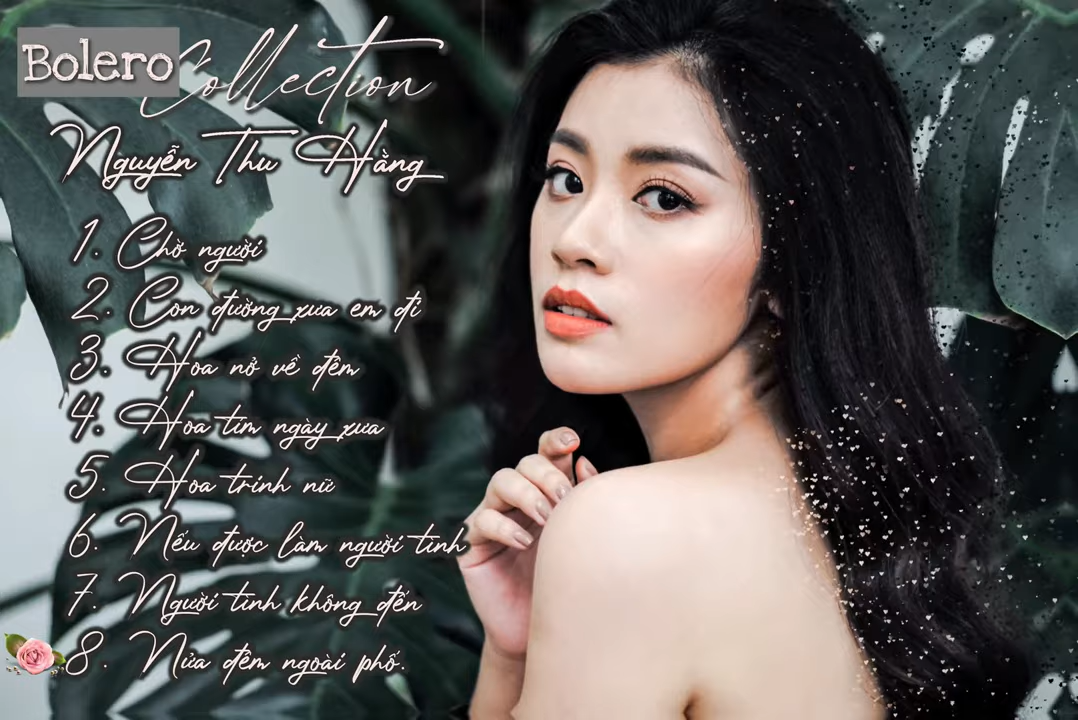 Bolero Collection
Nguyễn Thu Hằng
1. Chờ người
2. Con đường xưa em đi
3. Hoa nở về đêm
4. Hoa tím ngày xưa
5. Hoa trinh nữ
6. Nếu được làm người tình
7. Người tình không đến
8. Nửa đêm ngoài phố.